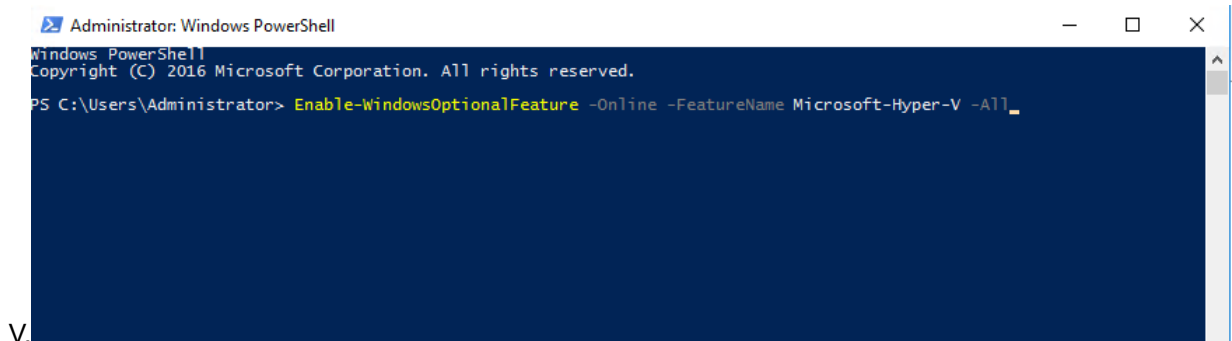 Administrator: Windows PowerShell
Windows PowerShell
Copyright (C) 2016 Microsoft Corporation. All rights reserved.
PS C:\Users\Administrator> Enable-WindowsOptionalFeature -Online -FeatureName Microsoft-Hyper-V -All_
V.